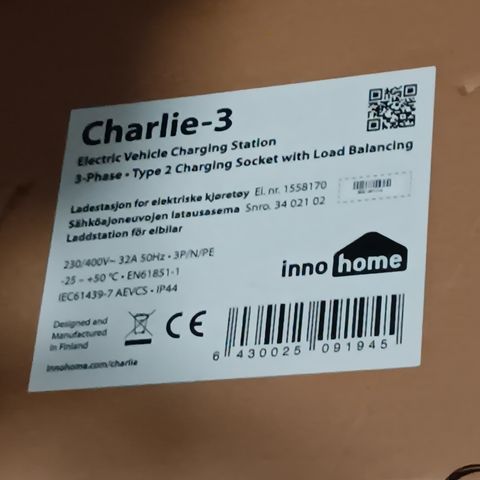 Charlie-3
Electric Vehicle Charging Station
3-Phase • Type 2 Charging Socket with Load Balancing
Ladestasjon for elektriske kjøretøy El. nr. 1558170
Sähköajoneuvojen latausasema Snro. 34 021 02
Laddstation för elbilar
230/400V~ 32A 50Hz • 3P/N/PE
-25 – +50 °C • EN61851-1
IEC61439-7 AEVCS • IP44
inno home
Designed and
Manufactured
in Finland
CE
innohome.com/charlie
6 430025 091945